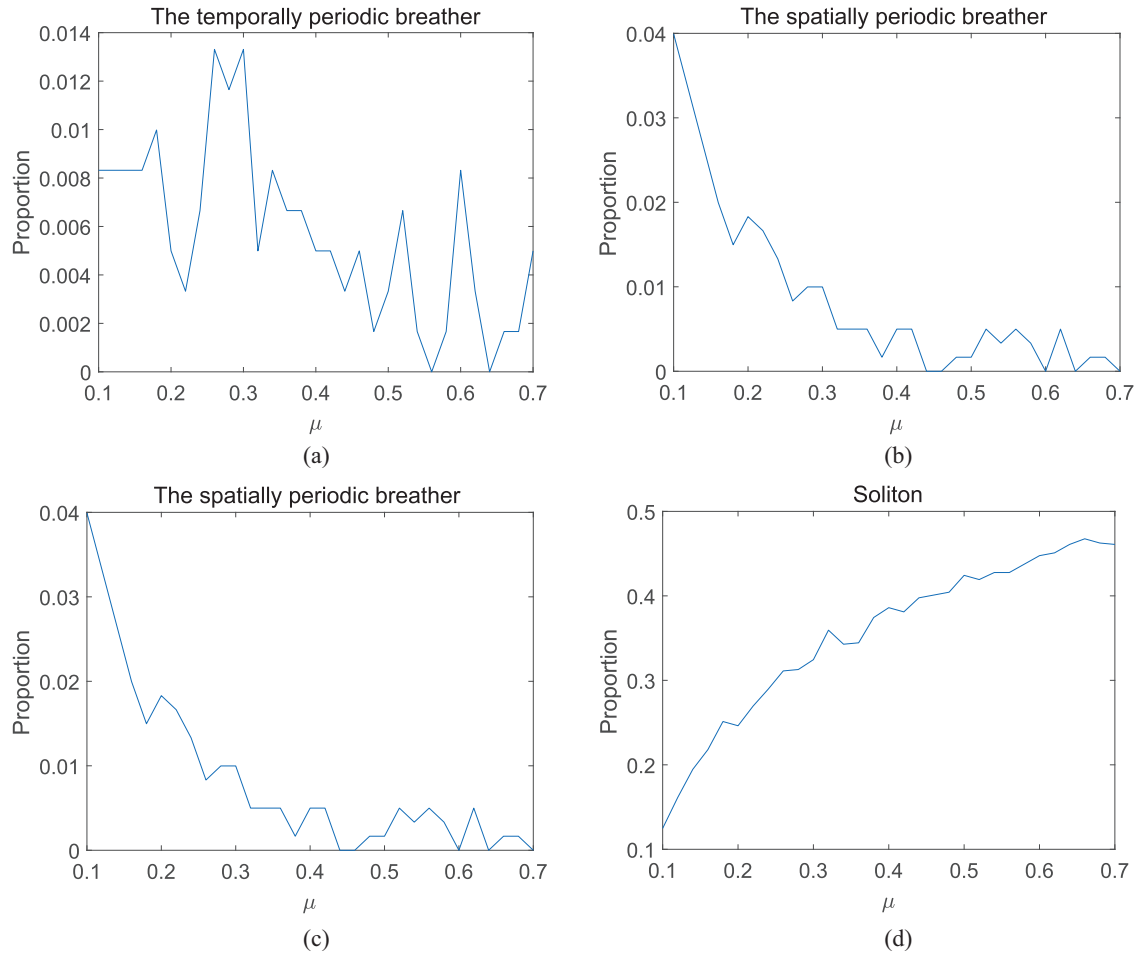 The temporally periodic breather
0.014
0.012
0.01
0.008
0.006
0.004
0.002
0
Proportion
0.1 0.2 0.3 0.4 0.5 0.6 0.7
μ
(a)
The spatially periodic breather
0.04
0.03
0.02
0.01
0
Proportion
0.1 0.2 0.3 0.4 0.5 0.6 0.7
μ
(b)
The spatially periodic breather
0.04
0.03
0.02
0.01
0
Proportion
0.1 0.2 0.3 0.4 0.5 0.6 0.7
μ
(c)
Soliton
0.5
0.4
0.3
0.2
0.1
Proportion
0.1 0.2 0.3 0.4 0.5 0.6 0.7
μ
(d)